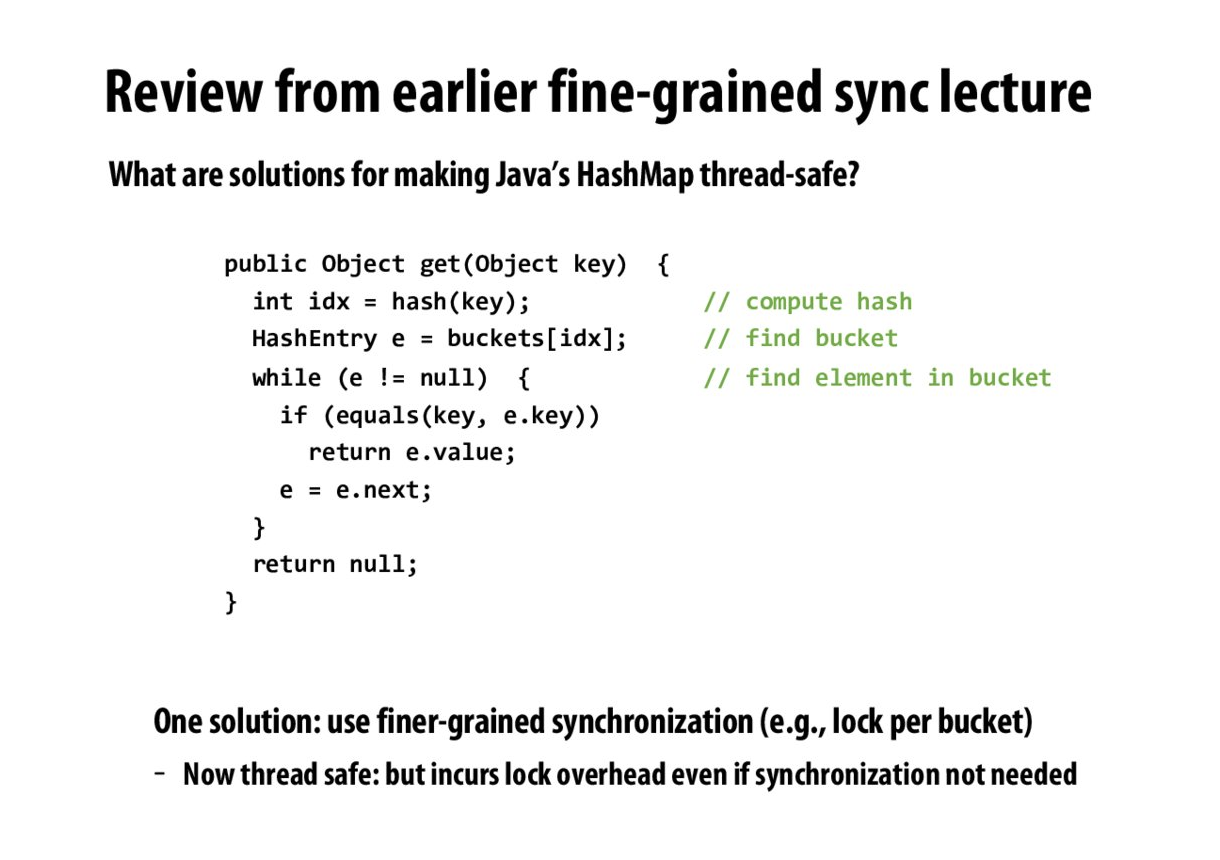 Review from earlier fine-grained sync lecture
What are solutions for making Java’s HashMap thread-safe?
public Object get(Object key)  {
  int idx = hash(key);             // compute hash
  HashEntry e = buckets[idx];      // find bucket
  while (e != null)  {             // find element in bucket
    if (equals(key, e.key))
      return e.value;
    e = e.next;
  }
  return null;
}
One solution: use finer-grained synchronization (e.g., lock per bucket)
- Now thread safe: but incurs lock overhead even if synchronization not needed